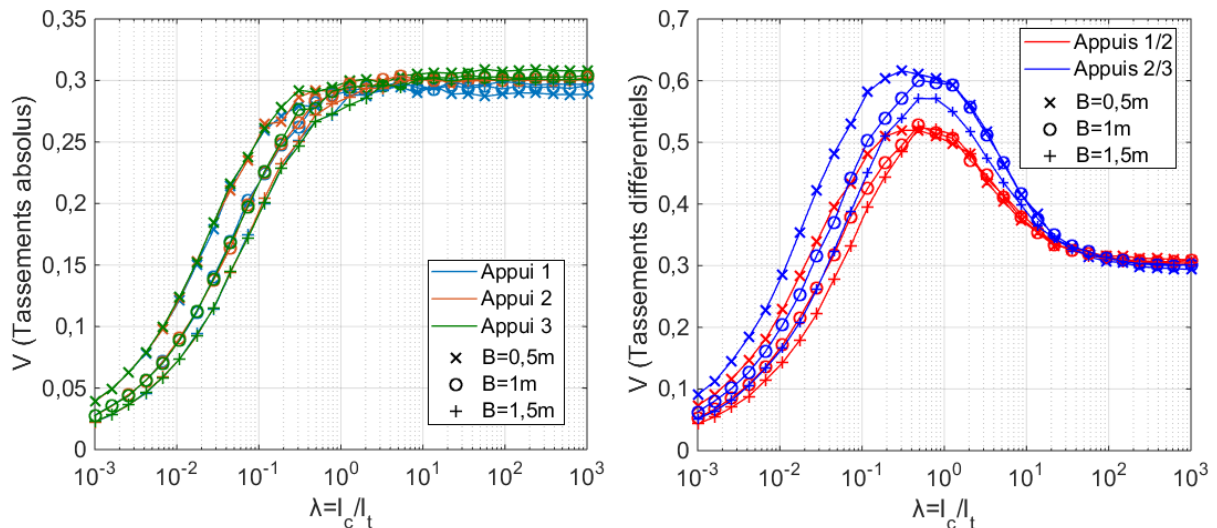 0,35
0,3
0,25
0,2
0,15
0,1
0,05
0
V (Tassements absolus)
10-3
10-2
10-1
100
101
102
103
λ=lc/lt
Appui 1
Appui 2
Appui 3
B=0,5m
B=1m
B=1,5m
0,7
0,6
0,5
0,4
0,3
0,2
0,1
0
V (Tassements différentiels)
10-3
10-2
10-1
100
101
102
103
λ=lc/lt
Appuis 1/2
Appuis 2/3
B=0,5m
B=1m
B=1,5m